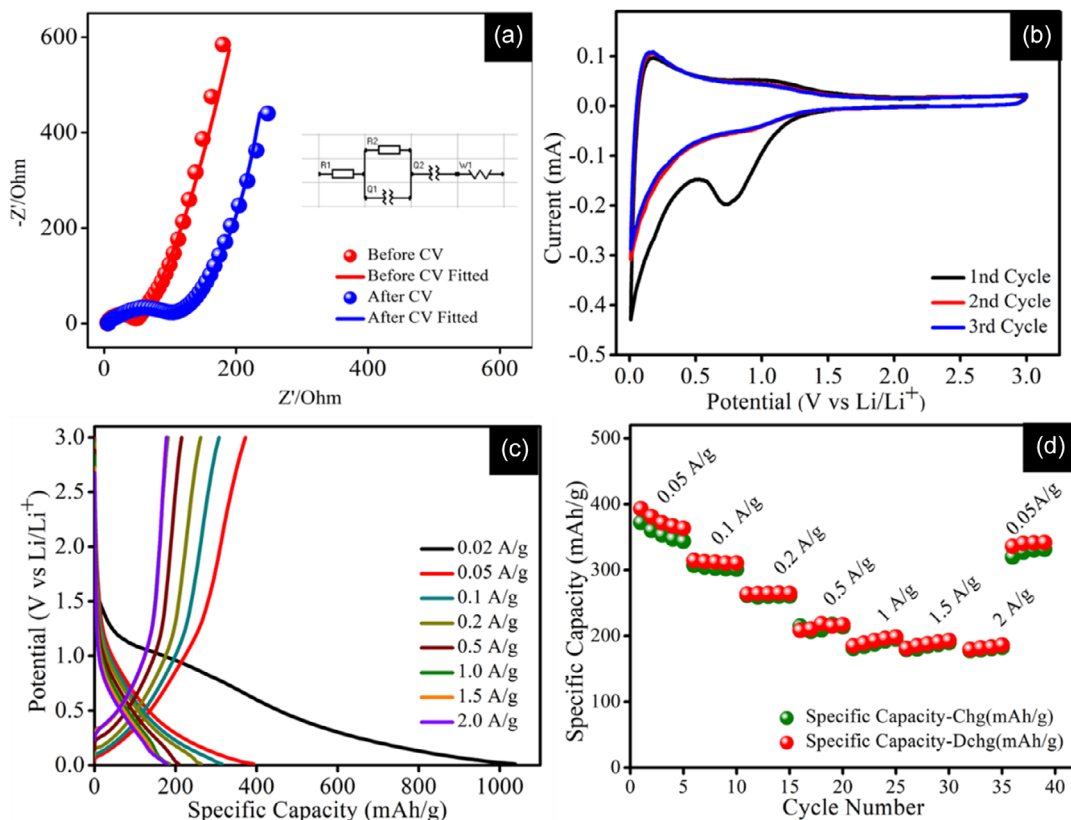 (a)
600
400
200
0
-Z'/Ohm
R1
R2
Q1
Q2
W1
Before CV
Before CV Fitted
After CV
After CV Fitted
0
200
400
600
Z'/Ohm
(b)
0.1
0.0
-0.1
-0.2
-0.3
-0.4
-0.5
Current (mA)
1nd Cycle
2nd Cycle
3rd Cycle
0.0
0.5
1.0
1.5
2.0
2.5
3.0
Potential (V vs Li/Li+)
(c)
3.0
2.5
2.0
1.5
1.0
0.5
0.0
Potential (V vs Li/Li+)
0.02 A/g
0.05 A/g
0.1 A/g
0.2 A/g
0.5 A/g
1.0 A/g
1.5 A/g
2.0 A/g
0
200
400
600
800
1000
Specific Capacity (mAh/g)
(d)
500
400
300
200
100
0
Specific Capacity (mAh/g)
0.05 A/g
0.1 A/g
0.2 A/g
0.5 A/g
1 A/g
1.5 A/g
2 A/g
0.05A/g
Specific Capacity-Chg(mAh/g)
Specific Capacity-Dchg(mAh/g)
0
5
10
15
20
25
30
35
40
Cycle Number